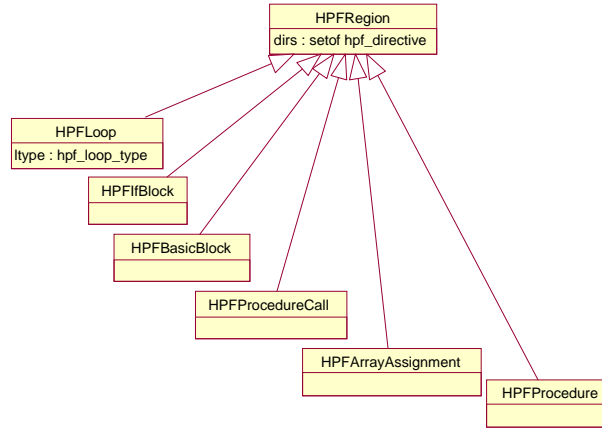 HPFRegion
dirs : setof hpf_directive
HPFLoop
ltype : hpf_loop_type
HPFIfBlock
HPFBasicBlock
HPFProcedureCall
HPFArrayAssignment
HPFProcedure